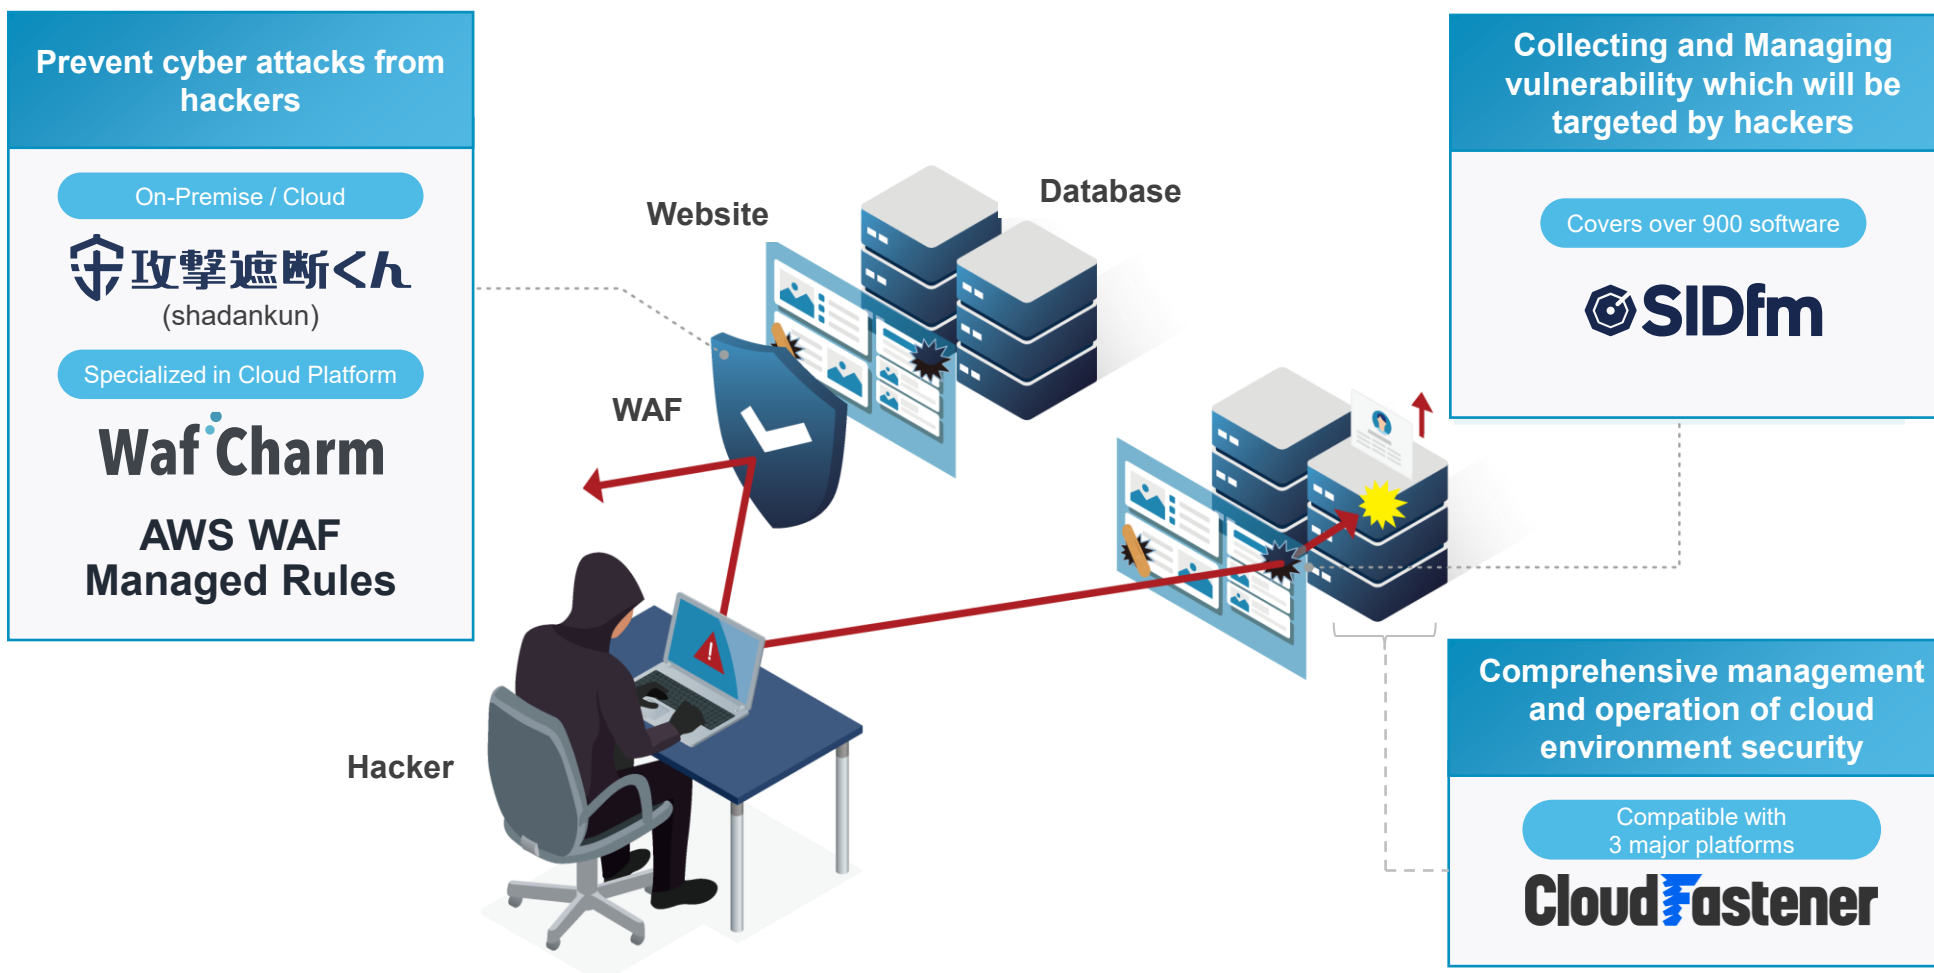 Prevent cyber attacks from
hackers
On-Premise / Cloud
攻撃遮断くん
(shadankun)
Specialized in Cloud Platform
WafCharm
AWS WAF
Managed Rules
Website
Database
WAF
Hacker
Collecting and Managing
vulnerability which will be
targeted by hackers
Covers over 900 software
SIDfm
Comprehensive management
and operation of cloud
environment security
Compatible with
3 major platforms
CloudFastener